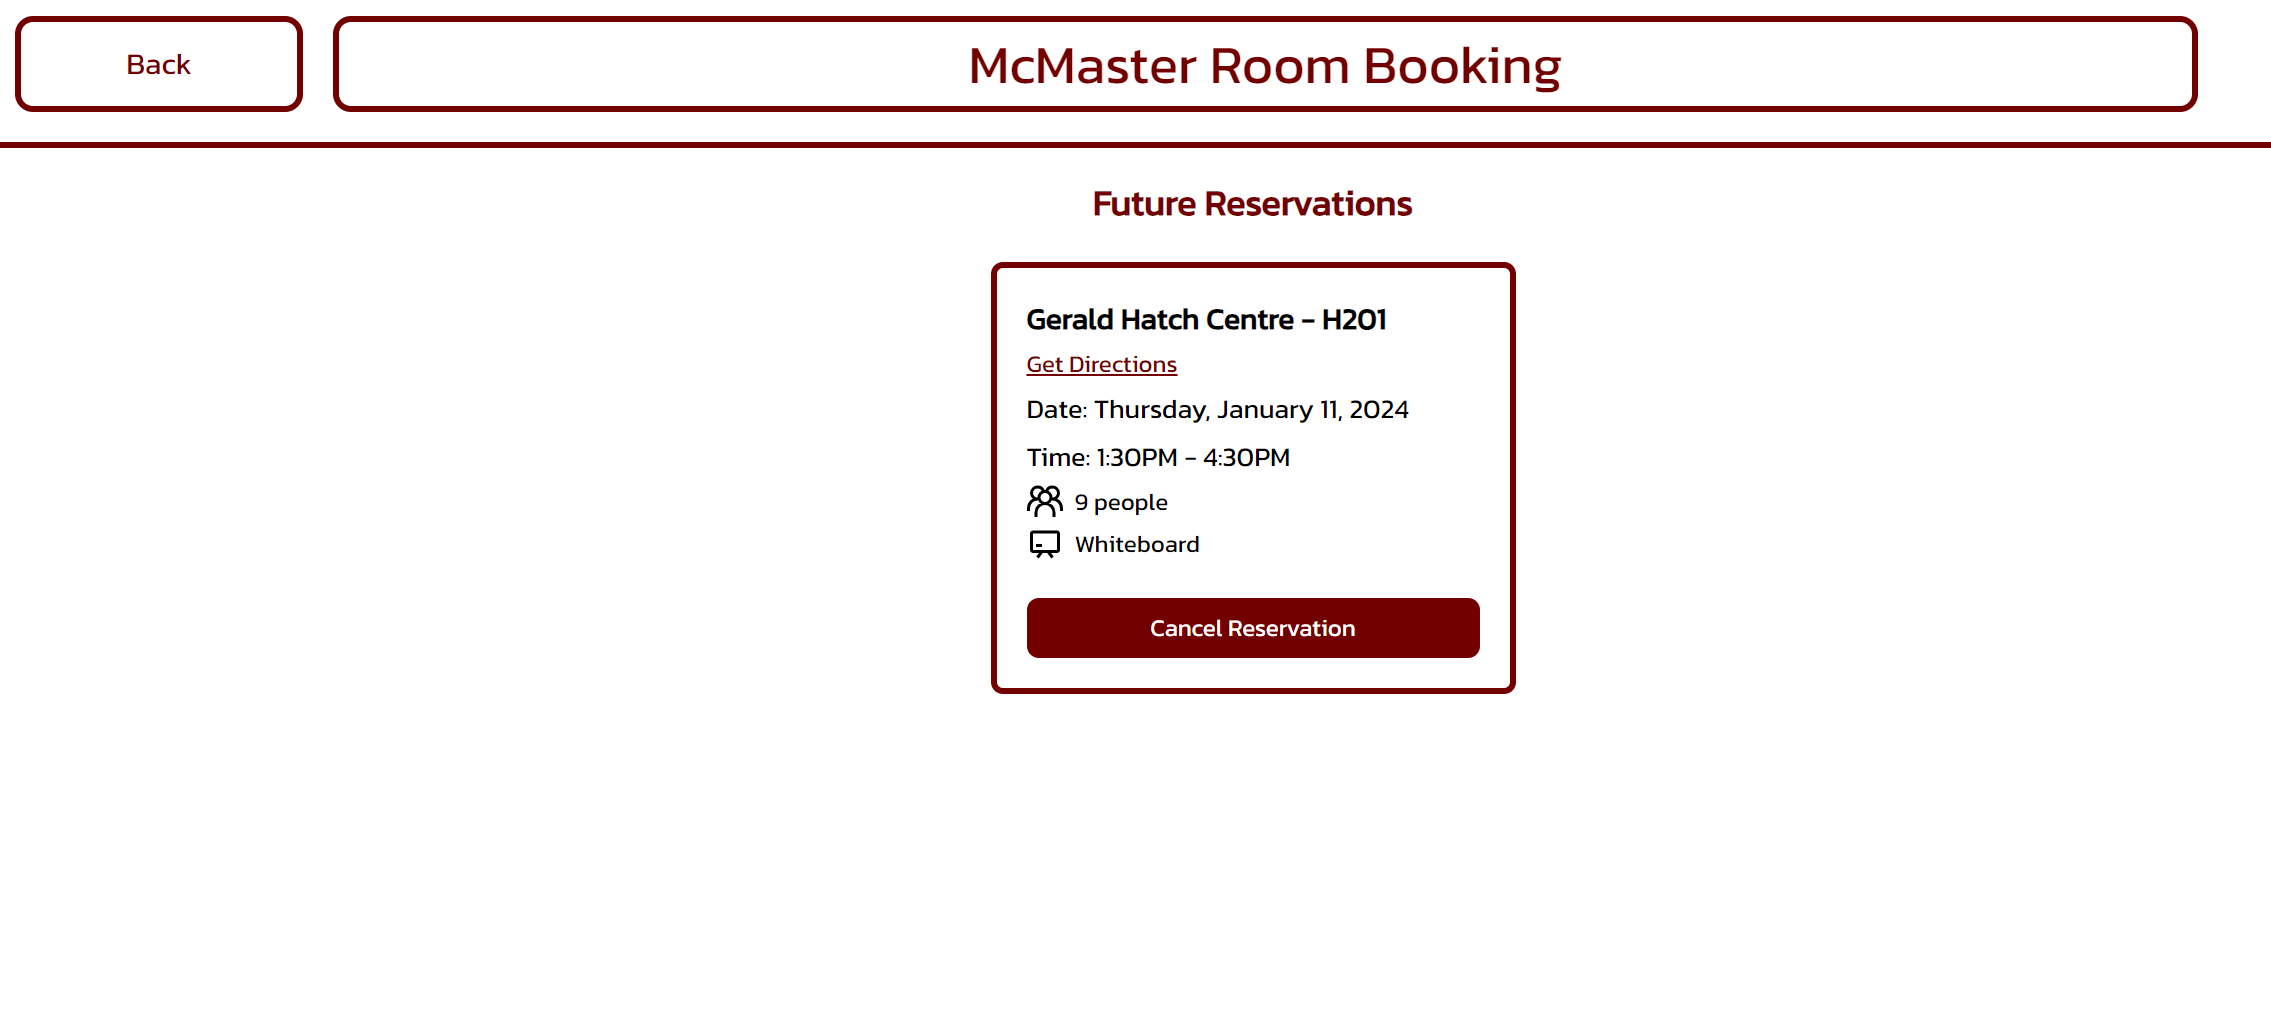 Back
McMaster Room Booking
Future Reservations
Gerald Hatch Centre - H201
Get Directions
Date: Thursday, January 11, 2024
Time: 1:30PM - 4:30PM
9 people
Whiteboard
Cancel Reservation